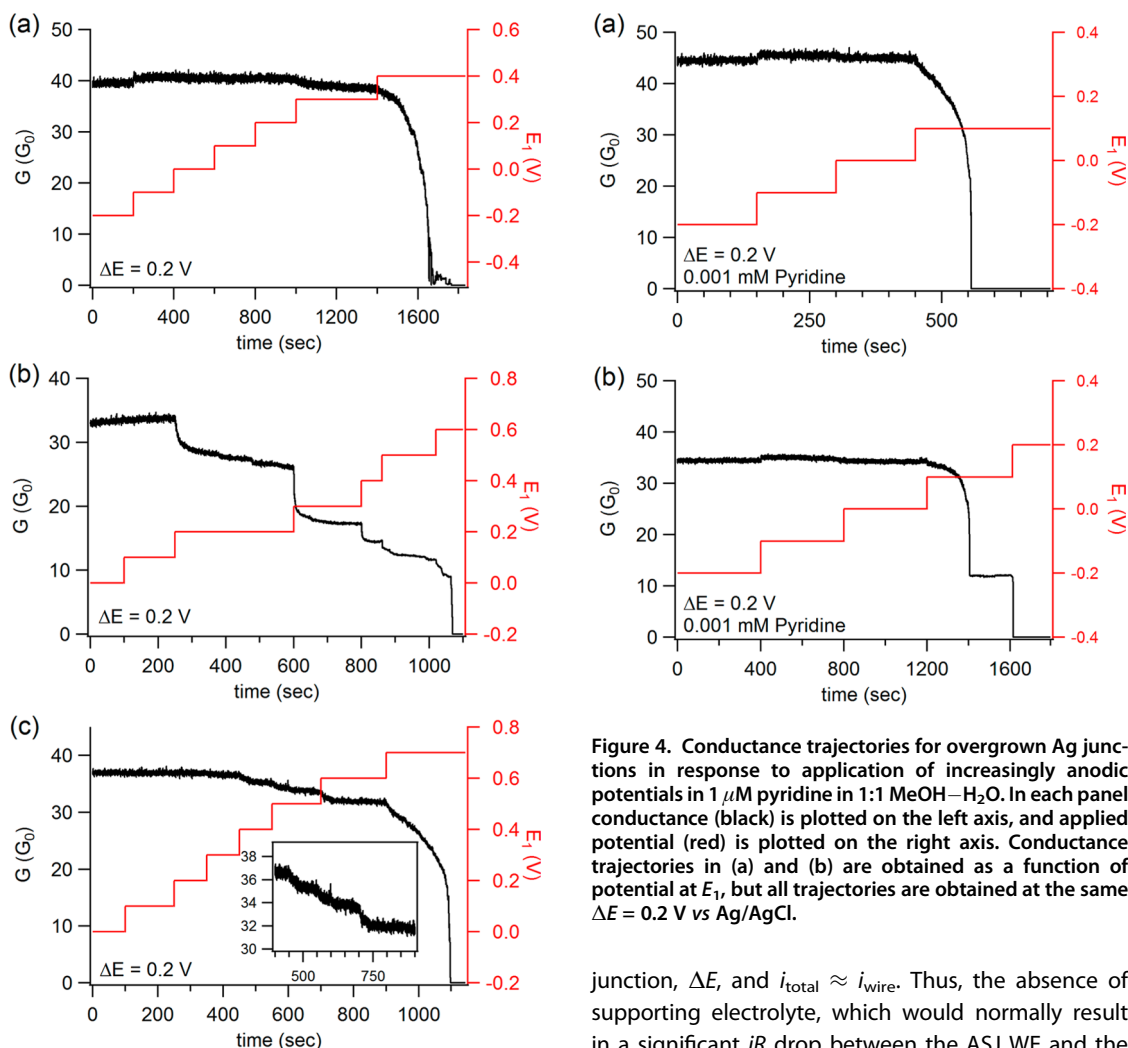 (a)
50
40
30
20
10
0
G (G0)
0.6
0.4
0.2
0.0
-0.2
-0.4
E1 (V)
ΔE = 0.2 V
0 400 800 1200 1600
time (sec)
(b)
40
30
20
10
0
G (G0)
0.8
0.6
0.4
0.2
0.0
-0.2
E1 (V)
ΔE = 0.2 V
0 200 400 600 800 1000
time (sec)
(c)
40
30
20
10
0
G (G0)
0.8
0.6
0.4
0.2
0.0
-0.2
E1 (V)
38
36
34
32
30
500 750
ΔE = 0.2 V
0 200 400 600 800 1000
time (sec)
(a)
50
40
30
20
10
0
G (G0)
0.4
0.2
0.0
-0.2
-0.4
E1 (V)
ΔE = 0.2 V
0.001 mM Pyridine
0 250 500
time (sec)
(b)
50
40
30
20
10
0
G (G0)
0.4
0.2
0.0
-0.2
-0.4
E1 (V)
ΔE = 0.2 V
0.001 mM Pyridine
0 400 800 1200 1600
time (sec)
Figure 4. Conductance trajectories for overgrown Ag junc-
tions in response to application of increasingly anodic
potentials in 1 μM pyridine in 1:1 MeOH−H2O. In each panel
conductance (black) is plotted on the left axis, and applied
potential (red) is plotted on the right axis. Conductance
trajectories in (a) and (b) are obtained as a function of
potential at E1, but all trajectories are obtained at the same
ΔE = 0.2 V vs Ag/AgCl.
junction, ΔE, and itotal ≈ iwire. Thus, the absence of
supporting electrolyte, which would normally result
in a significant iR drop between the ASJ WE and the